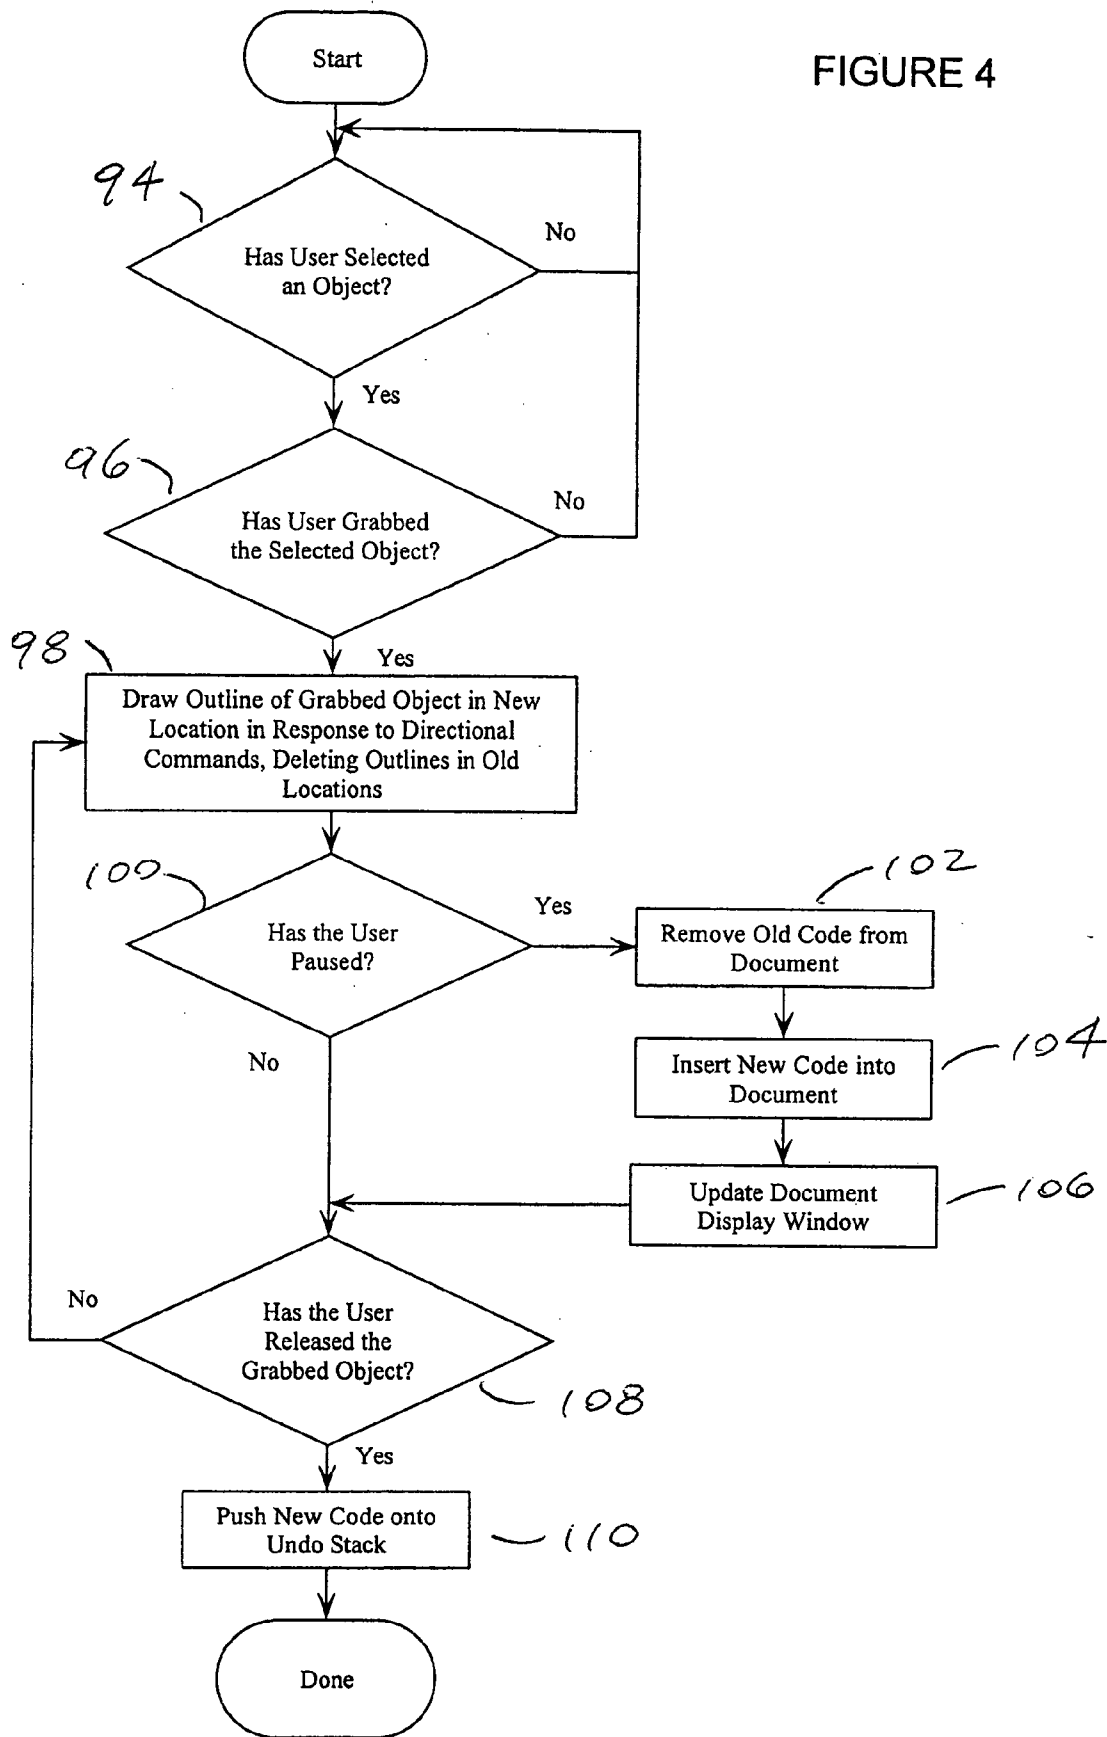 Start
FIGURE 4
94
No
Has User Selected
an Object?
Yes
96
No
Has User Grabbed
the Selected Object?
98
Yes
Draw Outline of Grabbed Object in New
Location in Response to Directional
Commands, Deleting Outlines in Old
Locations
100
102
Yes
Has the User
Paused?
Remove Old Code from
Document
No
104
Insert New Code into
Document
106
Update Document
Display Window
No
Has the User
Released the
Grabbed Object?
108
Yes
Push New Code onto
Undo Stack
110
Done